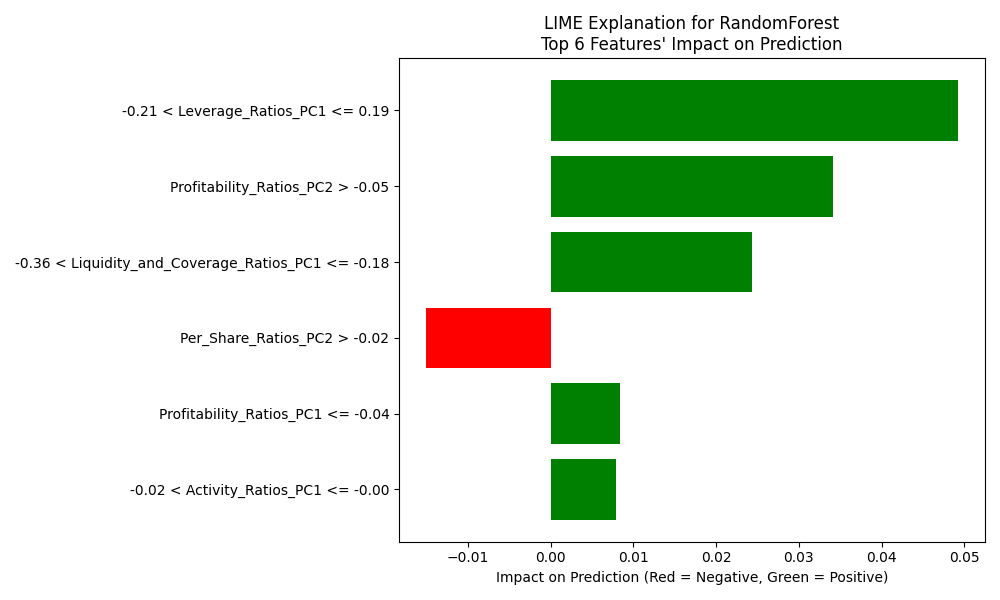 LIME Explanation for RandomForest
Top 6 Features' Impact on Prediction
-0.21 < Leverage_Ratios_PC1 <= 0.19
Profitability_Ratios_PC2 > -0.05
-0.36 < Liquidity_and_Coverage_Ratios_PC1 <= -0.18
Per_Share_Ratios_PC2 > -0.02
Profitability_Ratios_PC1 <= -0.04
-0.02 < Activity_Ratios_PC1 <= -0.00
−0.01 0.00 0.01 0.02 0.03 0.04 0.05
Impact on Prediction (Red = Negative, Green = Positive)